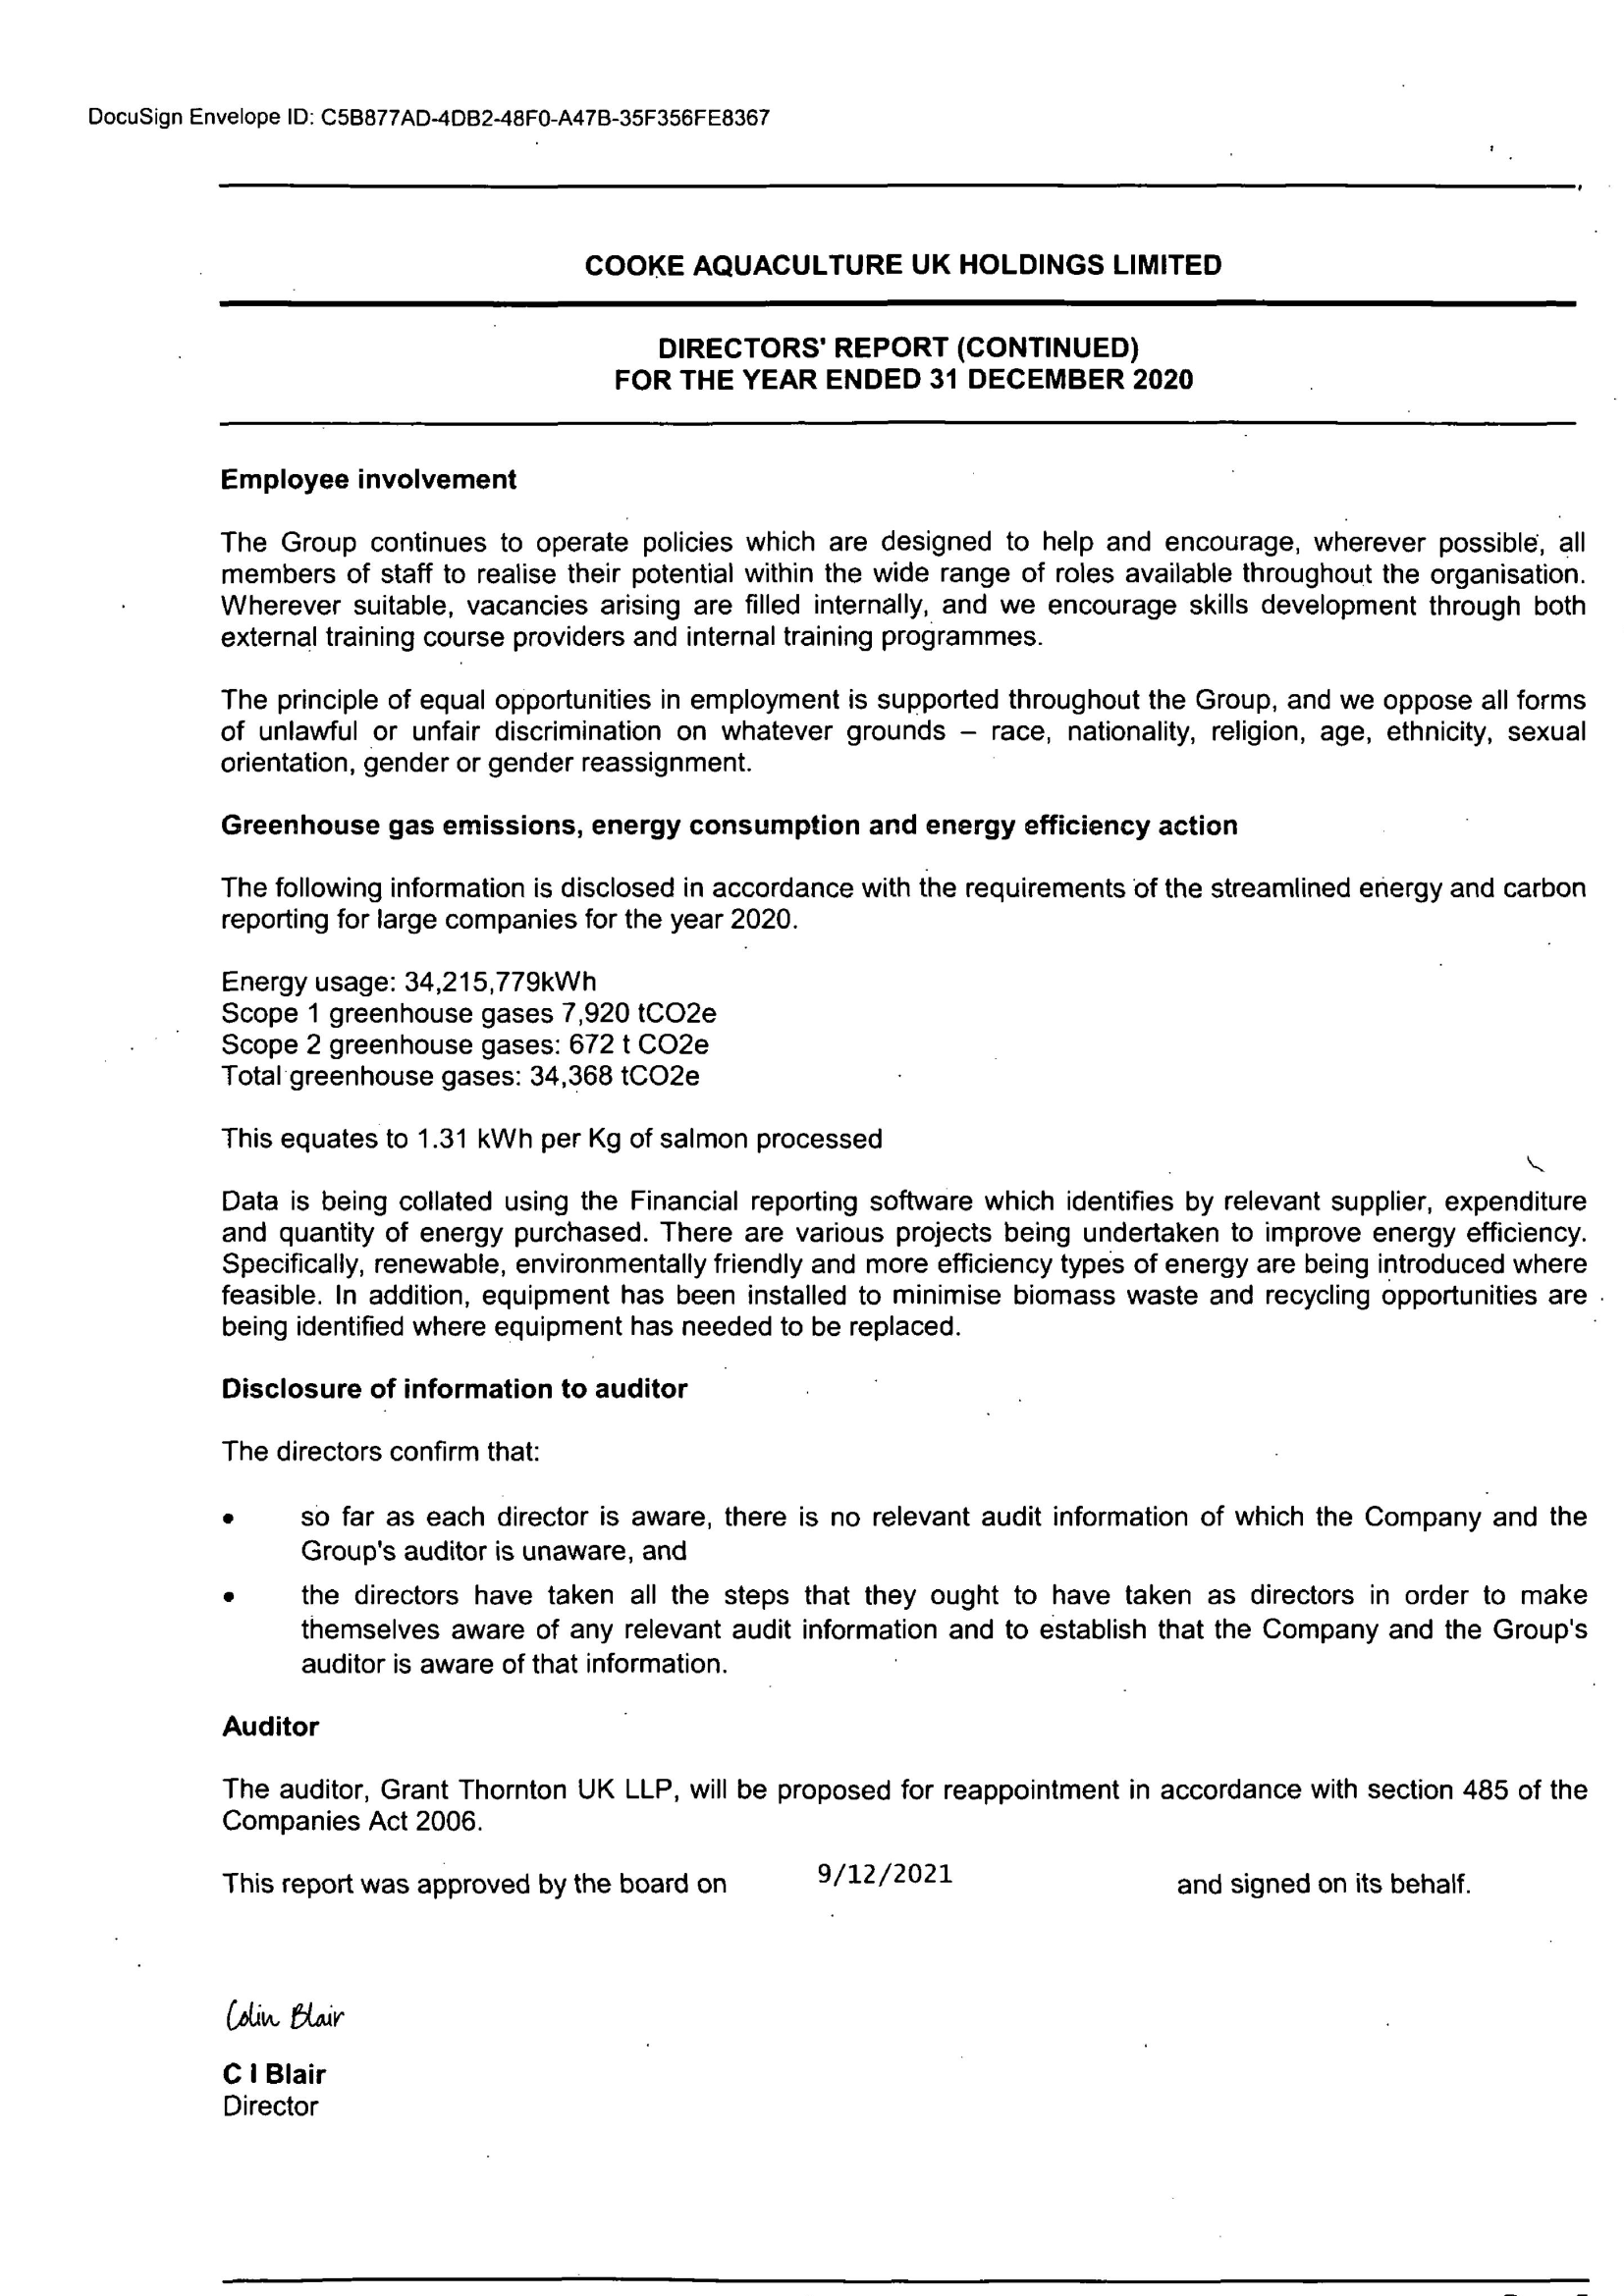 DocuSign Envelope ID: C5B877AD-4DB2-48F0-A47B-35F356FE8367
COOKE AQUACULTURE UK HOLDINGS LIMITED
DIRECTORS' REPORT (CONTINUED)
FOR THE YEAR ENDED 31 DECEMBER 2020
Employee involvement
The Group continues to operate policies which are designed to help and encourage, wherever possible, all
members of staff to realise their potential within the wide range of roles available throughout the organisation.
Wherever suitable, vacancies arising are filled internally, and we encourage skills development through both
external training course providers and internal training programmes.
The principle of equal opportunities in employment is supported throughout the Group, and we oppose all forms
of unlawful or unfair discrimination on whatever grounds – race, nationality, religion, age, ethnicity, sexual
orientation, gender or gender reassignment.
Greenhouse gas emissions, energy consumption and energy efficiency action
The following information is disclosed in accordance with the requirements of the streamlined energy and carbon
reporting for large companies for the year 2020.
Energy usage: 34,215,779kWh
Scope 1 greenhouse gases 7,920 tCO2e
Scope 2 greenhouse gases: 672 t CO2e
Total greenhouse gases: 34,368 tCO2e
This equates to 1.31 kWh per Kg of salmon processed
Data is being collated using the Financial reporting software which identifies by relevant supplier, expenditure
and quantity of energy purchased. There are various projects being undertaken to improve energy efficiency.
Specifically, renewable, environmentally friendly and more efficiency types of energy are being introduced where
feasible. In addition, equipment has been installed to minimise biomass waste and recycling opportunities are
being identified where equipment has needed to be replaced.
Disclosure of information to auditor
The directors confirm that:
• so far as each director is aware, there is no relevant audit information of which the Company and the
Group's auditor is unaware, and
• the directors have taken all the steps that they ought to have taken as directors in order to make
themselves aware of any relevant audit information and to establish that the Company and the Group's
auditor is aware of that information.
Auditor
The auditor, Grant Thornton UK LLP, will be proposed for reappointment in accordance with section 485 of the
Companies Act 2006.
This report was approved by the board on 9/12/2021 and signed on its behalf.
Colin Blair
C I Blair
Director